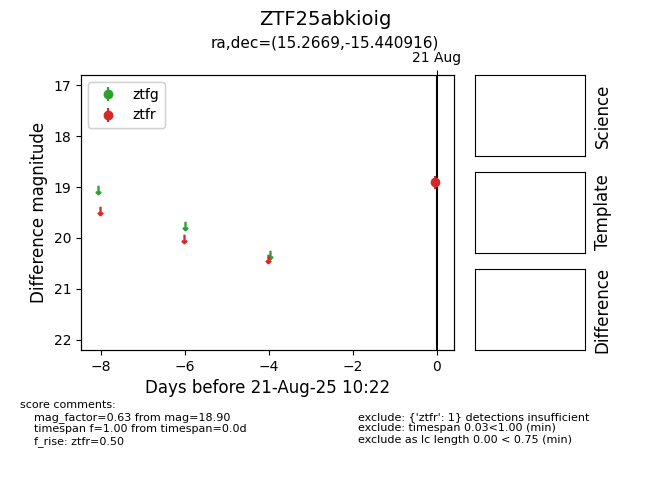 ZTF25abkioig
ra,dec=(15.2669,-15.440916)
21 Aug
ztfg
ztfr
17
18
19
20
21
22
Difference magnitude
−8
−6
−4
−2
0
Days before 21-Aug-25 10:22
Science
Template
Difference
score comments:
mag_factor=0.63 from mag=18.90
timespan f=1.00 from timespan=0.0d
f_rise: ztfr=0.50
exclude: {'ztfr': 1} detections insufficient
exclude: timespan 0.03<1.00 (min)
exclude as lc length 0.00 < 0.75 (min)